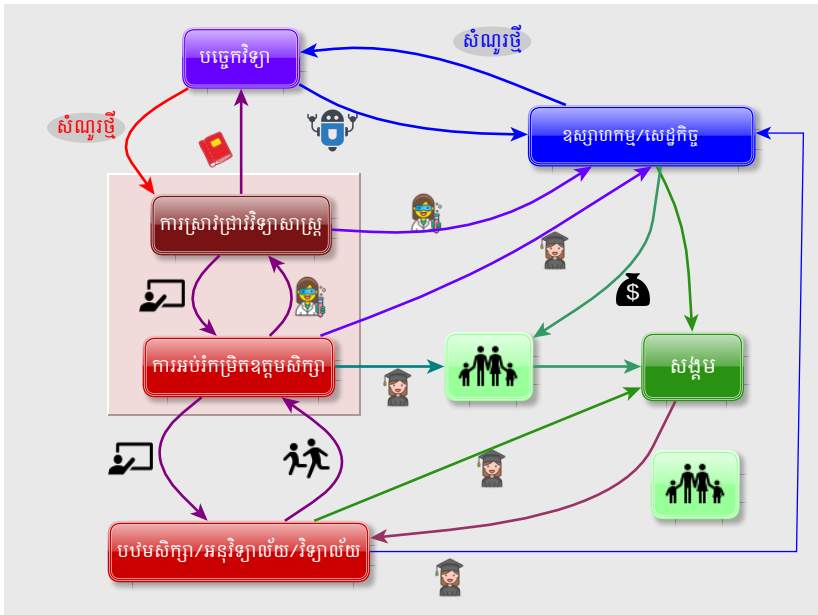 សំណួរថ្មី
បច្ចេកវិទ្យា
សំណួរថ្មី
ឧស្សាហកម្ម/សេដ្ឋកិច្ច
ការស្រាវជ្រាវវិទ្យាសាស្ត្រ
$
ការអប់រំកម្រិតឧត្តមសិក្សា
សង្គម
បឋមសិក្សា/អនុវិទ្យាល័យ/វិទ្យាល័យ